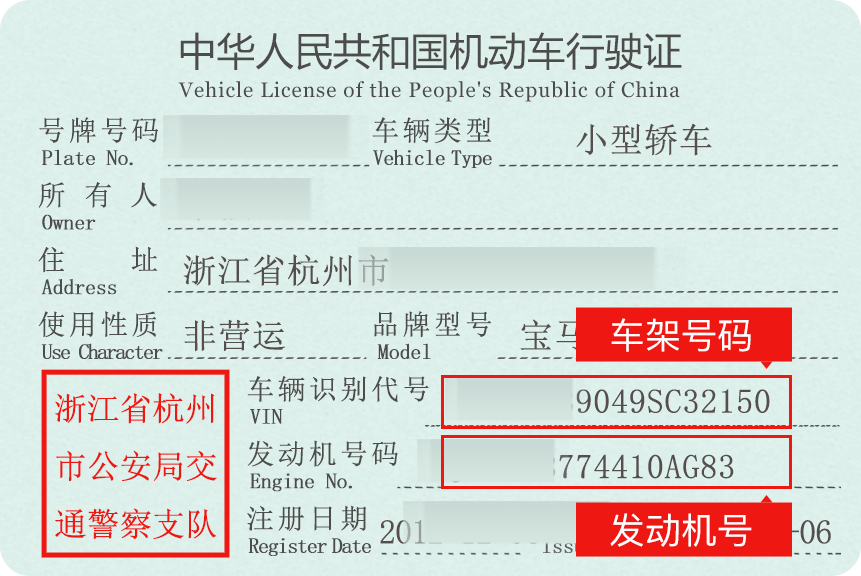 中华人民共和国机动车行驶证
Vehicle License of the People's Republic of China
号牌号码 车辆类型 小型轿车
Plate No. Vehicle Type
所有人
Owner
住址 浙江省杭州市
Address
使用性质 非营运 品牌型号 宝马
Use Character Model
车架号码
浙江省杭州
市公安局交
通警察支队
车辆识别代号 9049SC32150
VIN
发动机号码 774410AG83
Engine No.
注册日期 201 -06
Register Date
发动机号